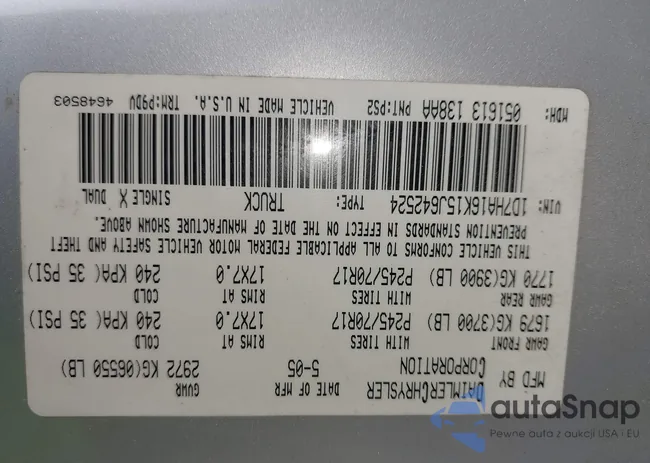 MFD BY DAIMLERCHRYSLER CORPORATION
DATE OF MFR 5-05
GVWR 2972 KG(06550 LB)
GAWR FRONT WITH TIRES RIMS AT COLD
1679 KG(3700 LB) P245/70R17 17X7.0 240 KPA( 35 PSI)
GAWR REAR WITH TIRES RIMS AT COLD
1770 KG(3900 LB) P245/70R17 17X7.0 240 KPA( 35 PSI)
THIS VEHICLE CONFORMS TO ALL APPLICABLE FEDERAL MOTOR VEHICLE SAFETY AND THEFT
PREVENTION STANDARDS IN EFFECT ON THE DATE OF MANUFACTURE SHOWN ABOVE.
VIN: 1D7HA16K15J642524 TYPE: TRUCK SINGLE X DUAL
MDH: 051613 138AA PNT:PS2 VEHICLE MADE IN U.S.A. TRM:P9DV 4648503
autaSnap
Pewne auta z aukcji USA i EU